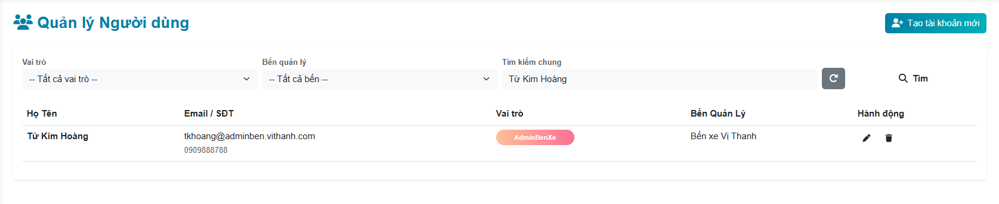 Quản lý Người dùng
Tạo tài khoản mới
Vai trò
Bến quản lý
Tìm kiếm chung
-- Tất cả vai trò --
-- Tất cả bến --
Từ Kim Hoàng
Tìm
Họ Tên
Email / SĐT
Vai trò
Bến Quản Lý
Hành động
Từ Kim Hoàng
tkhoang@adminben.vithanh.com
0909888788
AdminBenXe
Bến xe Vị Thanh